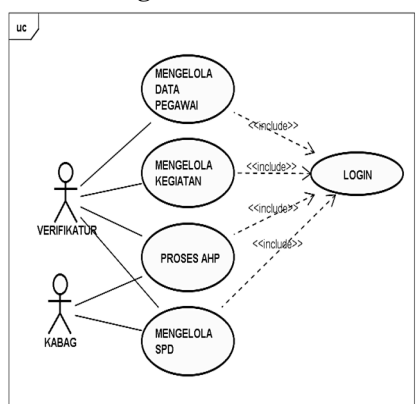 uc
MENGELOLA
DATA
PEGAWAI
<<include>>
MENGELOLA
KEGIATAN
<<include>>
LOGIN
VERIFIKATUR
<<include>>
PROSES AHP
<<include>>
KABAG
MENGELOLA
SPD